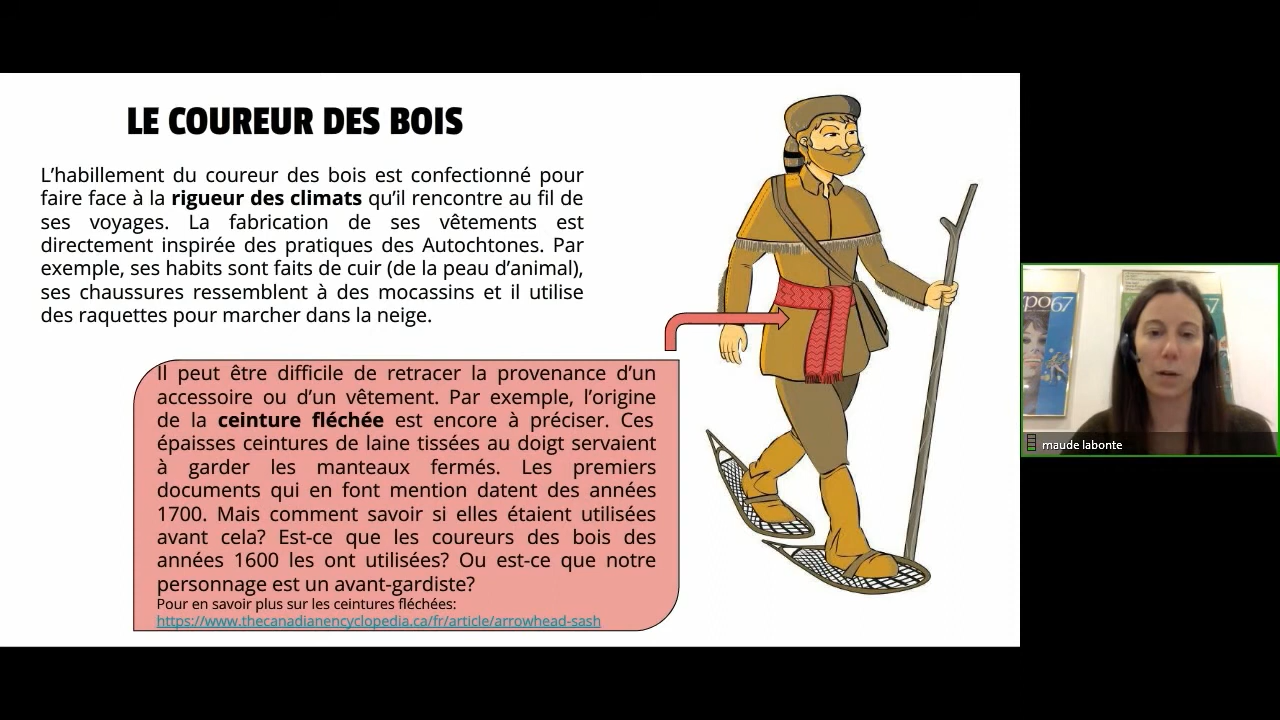 LE COUREUR DES BOIS
L'habillement du coureur des bois est confectionné pour
faire face à la rigueur des climats qu'il rencontre au fil de
ses voyages. La fabrication de ses vêtements est
directement inspirée des pratiques des Autochtones. Par
exemple, ses habits sont faits de cuir (de la peau d'animal),
ses chaussures ressemblent à des mocassins et il utilise
des raquettes pour marcher dans la neige.
Il peut être difficile de retracer la provenance d'un
accessoire ou d'un vêtement. Par exemple, l'origine
de la ceinture fléchée est encore à préciser. Ces
épaisses ceintures de laine tissées au doigt servaient
à garder les manteaux fermés. Les premiers
documents qui en font mention datent des années
1700. Mais comment savoir si elles étaient utilisées
avant cela? Est-ce que les coureurs des bois des
années 1600 les ont utilisées? Ou est-ce que notre
personnage est un avant-gardiste?
Pour en savoir plus sur les ceintures fléchées:
https://www.thecanadianencyclopedia.ca/fr/article/arrowhead-sash
po67
maude labonte